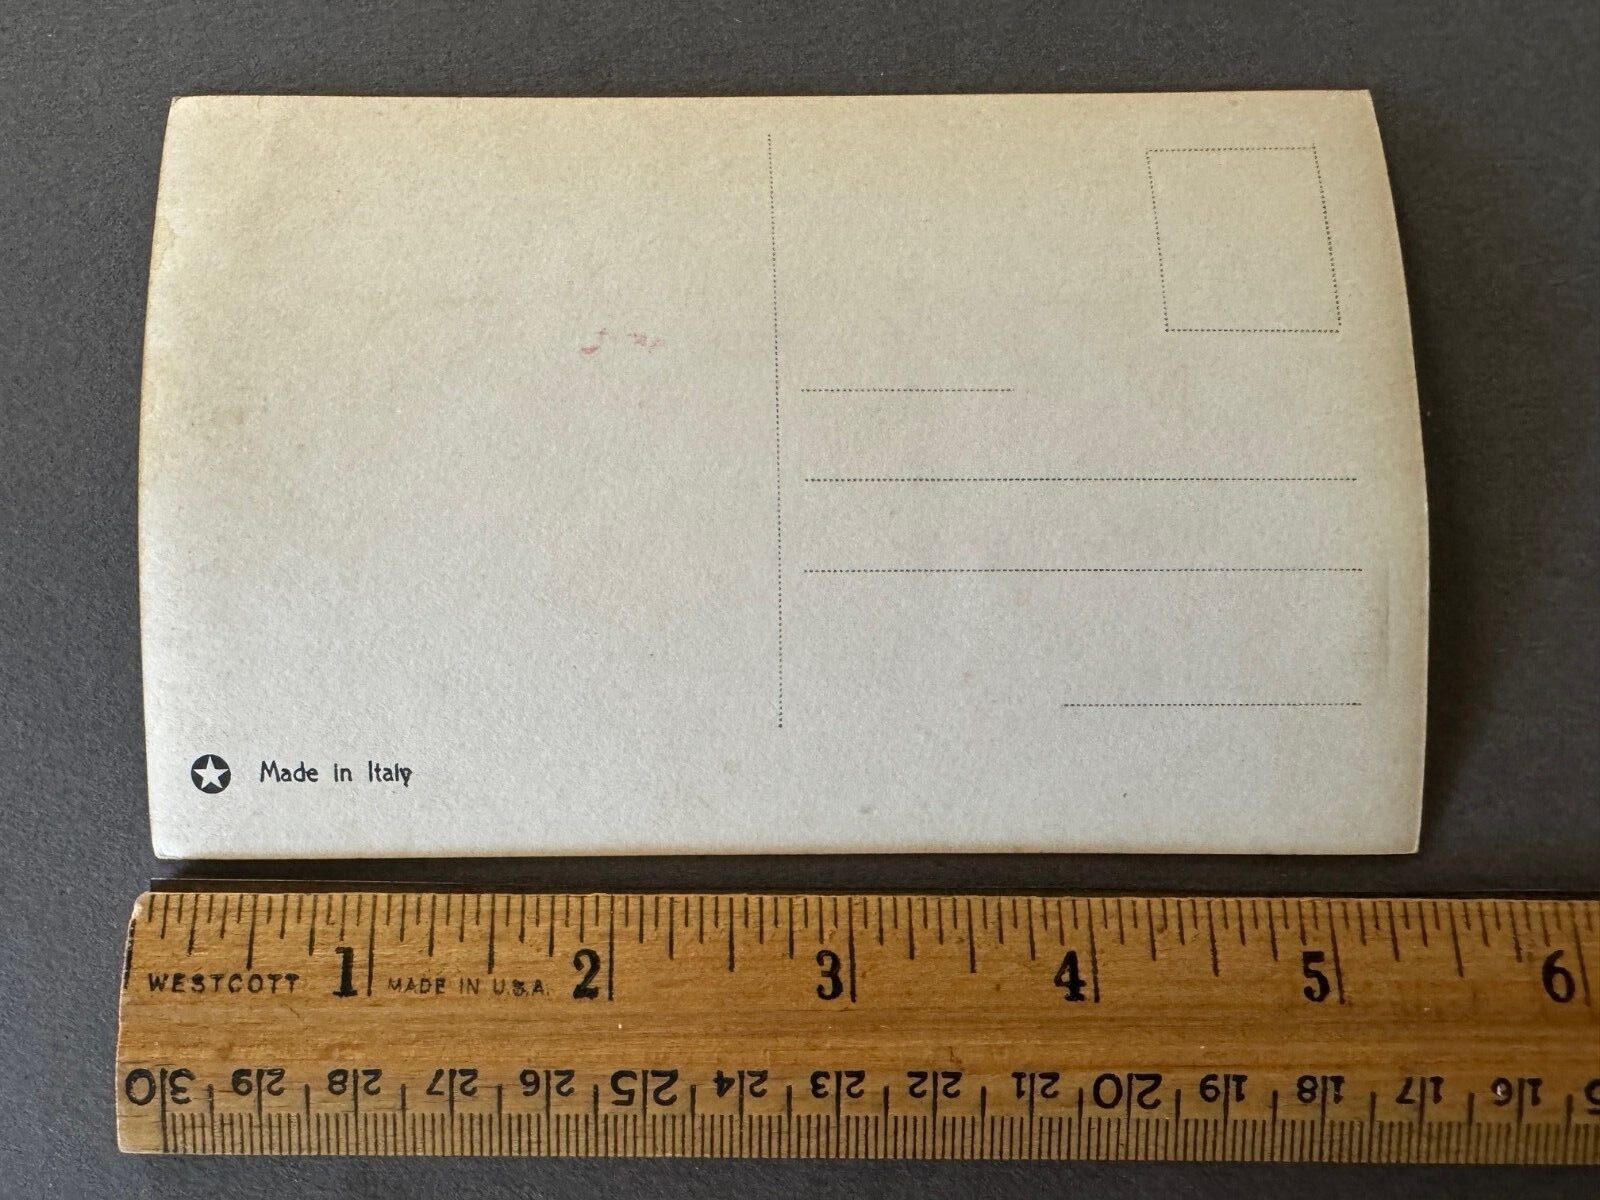 Made in Italy
1 2 3 4 5 6
WESTCOTT MADE IN U.S.A.
30 29 28 27 26 25 24 23 22 21 20 19 18 17 16 15